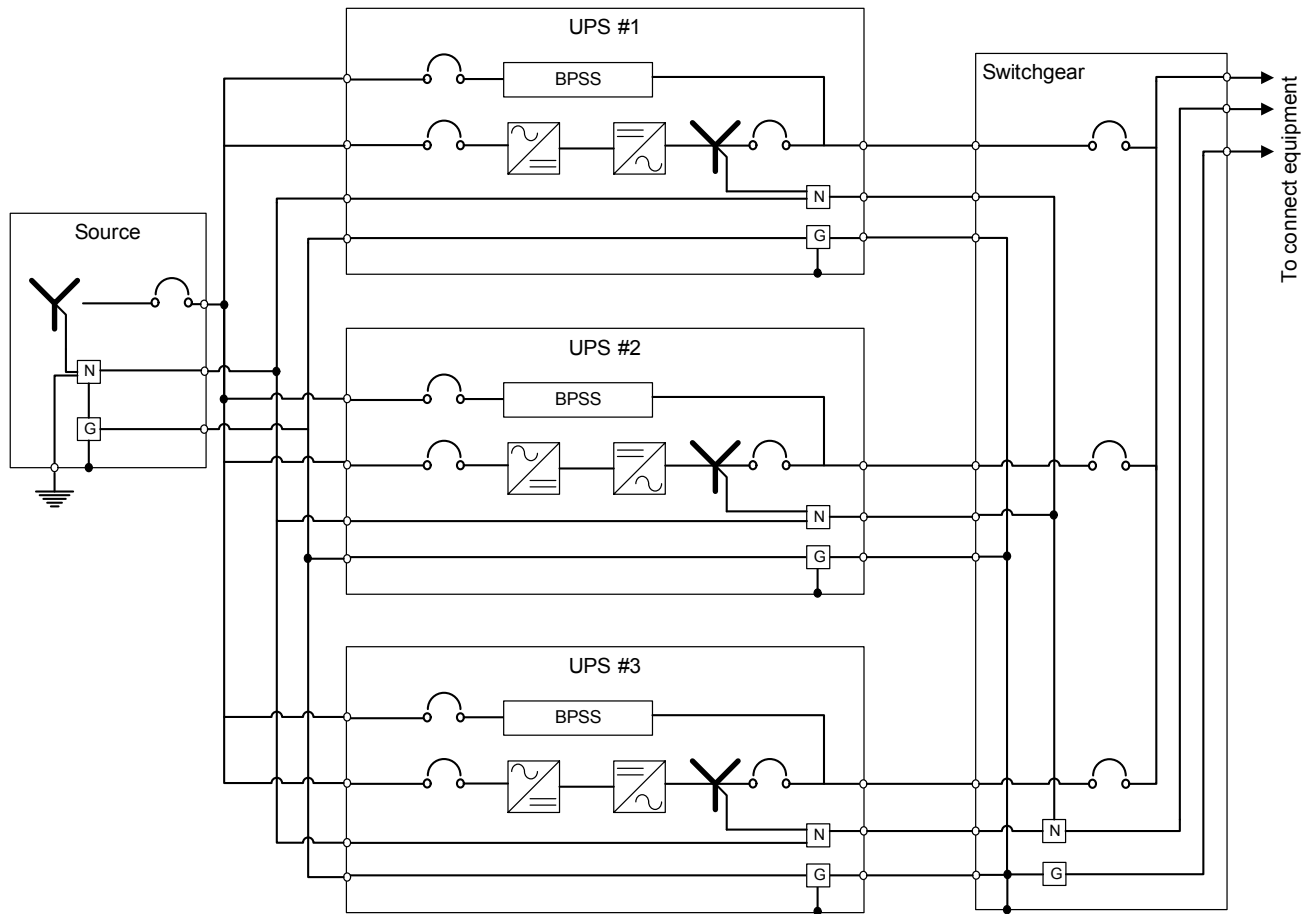 UPS #1
BPSS
N
G
Switchgear
To connect equipment
Source
N
G
UPS #2
BPSS
N
G
UPS #3
BPSS
N
G
N
G